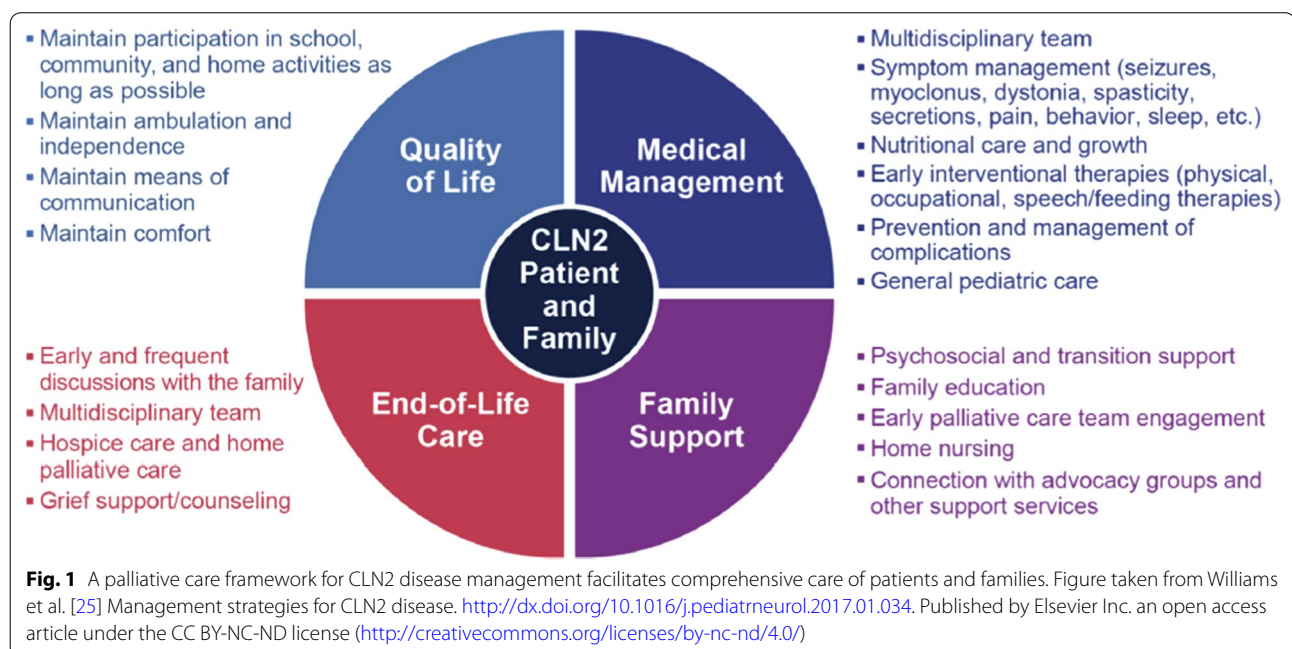 ▪ Maintain participation in school,
community, and home activities as
long as possible
▪ Maintain ambulation and
independence
▪ Maintain means of
communication
▪ Maintain comfort
Quality
of Life
Medical
Management
▪ Multidisciplinary team
▪ Symptom management (seizures,
myoclonus, dystonia, spasticity,
secretions, pain, behavior, sleep, etc.)
▪ Nutritional care and growth
▪ Early interventional therapies (physical,
occupational, speech/feeding therapies)
▪ Prevention and management of
complications
▪ General pediatric care
CLN2
Patient
and
Family
▪ Early and frequent
discussions with the family
▪ Multidisciplinary team
▪ Hospice care and home
palliative care
▪ Grief support/counseling
End-of-Life
Care
Family
Support
▪ Psychosocial and transition support
▪ Family education
▪ Early palliative care team engagement
▪ Home nursing
▪ Connection with advocacy groups and
other support services
Fig. 1 A palliative care framework for CLN2 disease management facilitates comprehensive care of patients and families. Figure taken from Williams
et al. [25] Management strategies for CLN2 disease. http://dx.doi.org/10.1016/j.pediatrneurol.2017.01.034. Published by Elsevier Inc. an open access
article under the CC BY-NC-ND license (http://creativecommons.org/licenses/by-nc-nd/4.0/)